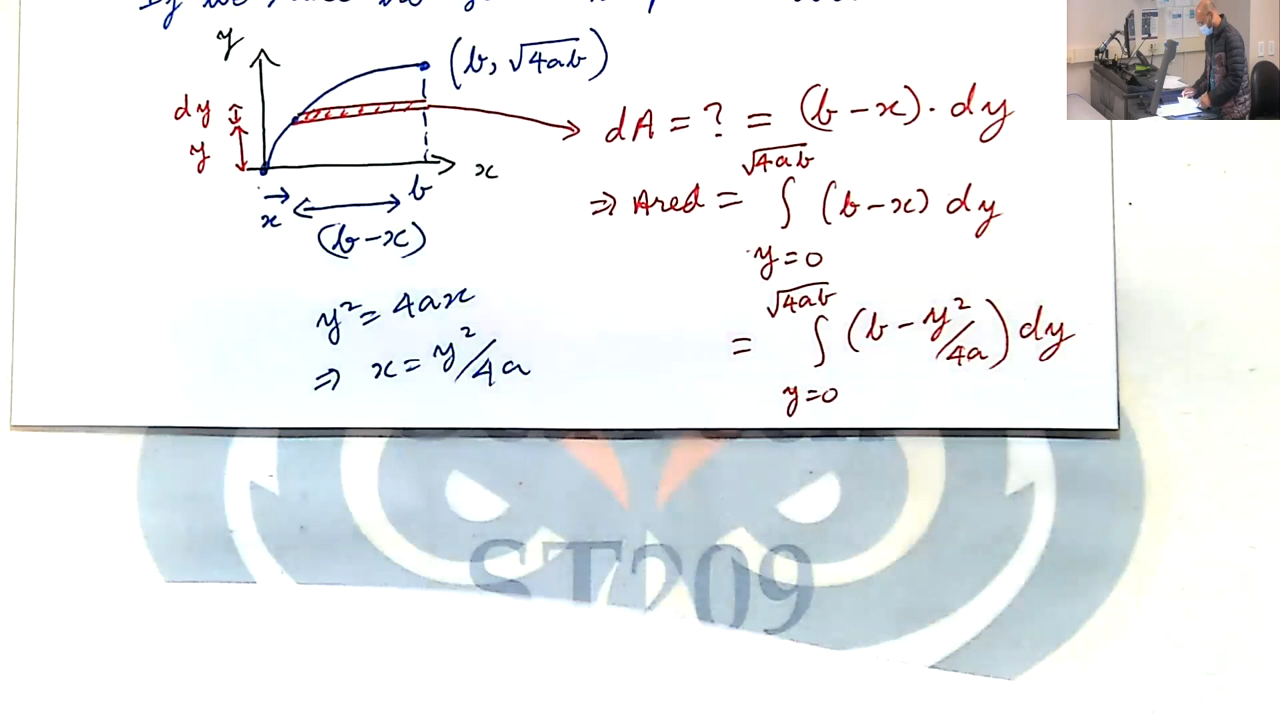 y
(b, √4ab)
dy
y
x
b
x
(b-x)
dA = ? = (b-x). dy
⇒ Area = ∫_{y=0}^{√4ab} (b-x) dy
y² = 4ax
⇒ x = y²/4a
= ∫_{y=0}^{√4ab} (b - y²/4a) dy
ST209